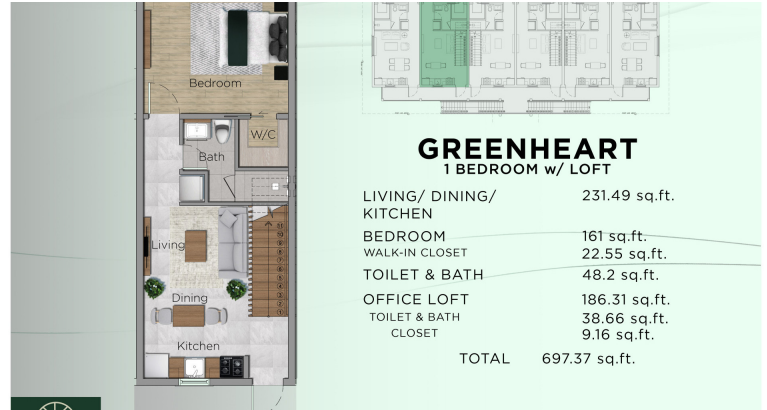 Bedroom
W/C
Bath
Living
Dining
Kitchen
GREENHEART
1 BEDROOM w/ LOFT
LIVING/ DINING/ 231.49 sq.ft.
KITCHEN
BEDROOM 161 sq.ft.
WALK-IN CLOSET 22.55 sq.ft.
TOILET & BATH 48.2 sq.ft.
OFFICE LOFT 186.31 sq.ft.
TOILET & BATH 38.66 sq.ft.
CLOSET 9.16 sq.ft.
TOTAL 697.37 sq.ft.